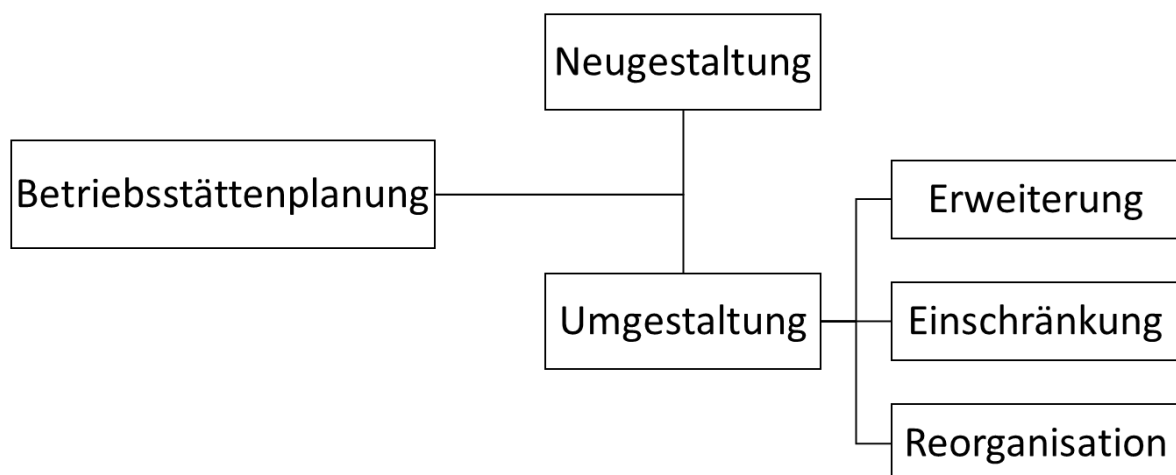 Neugestaltung
Betriebsstättenplanung
Erweiterung
Umgestaltung
Einschränkung
Reorganisation